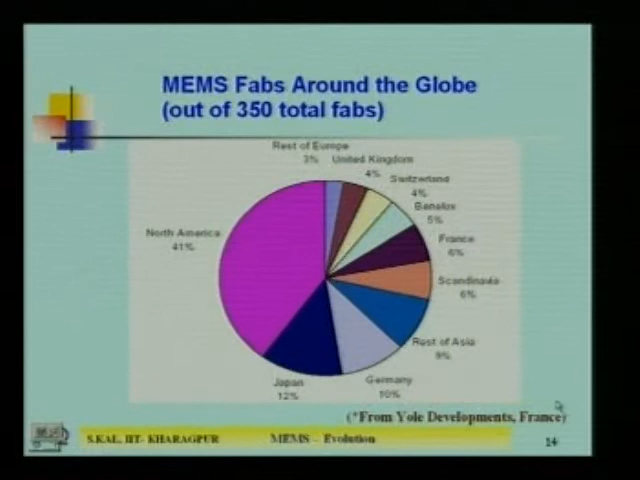 MEMS Fabs Around the Globe
(out of 350 total fabs)
Rest of Europe
3%
United Kingdom
4%
Switzerland
4%
Benelux
5%
France
6%
Scandinavia
6%
Rest of Asia
9%
Germany
10%
Japan
12%
North America
41%
(*From Yole Developments, France)
S.KAL, IIT- KHARAGPUR
MEMS – Evolution
14